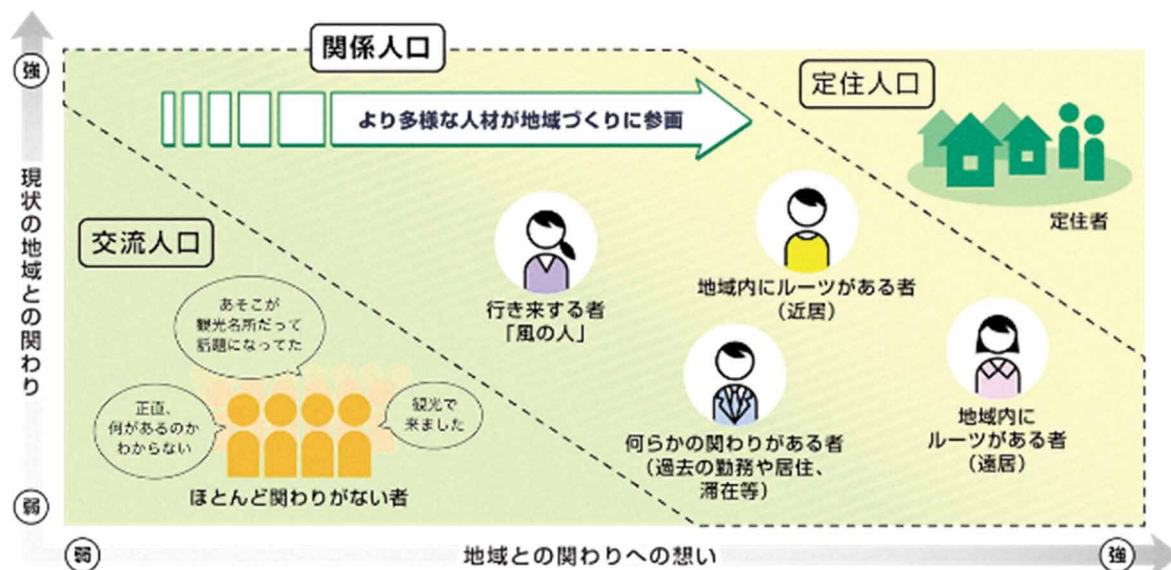 関係人口
強
より多様な人材が地域づくりに参画
定住人口
定住者
現状の地域との関わり
交流人口
あそこが
観光名所だって
話題になってた
正直、
何があるのか
わからない
観光で
来ました
ほとんど関わりがない者
行き来する者
「風の人」
地域内にルーツがある者
（近居）
何らかの関わりがある者
（過去の勤務や居住、
滞在等）
地域内に
ルーツがある者
（遠居）
弱
弱
地域との関わりへの想い
強